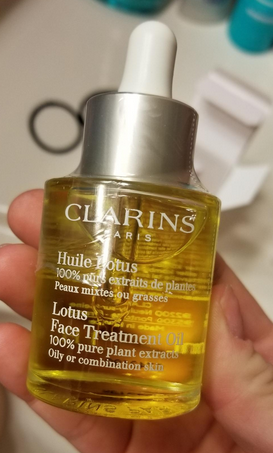 CLARINS
PARIS
Huile Lotus
100% purs extraits de plantes
Peaux mixtes ou grasses
Lotus
Face Treatment Oil
100% pure plant extracts
Oily or combination skin